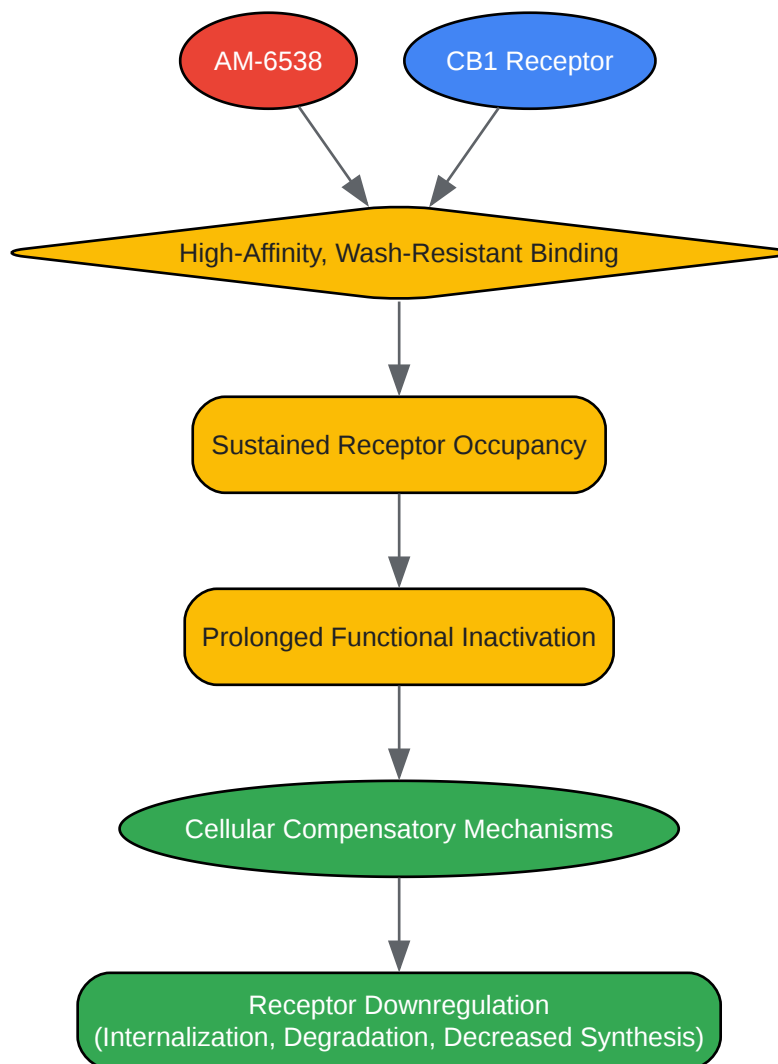 AM-6538
CB1 Receptor
High-Affinity, Wash-Resistant Binding
Sustained Receptor Occupancy
Prolonged Functional Inactivation
Cellular Compensatory Mechanisms
Receptor Downregulation
(Internalization, Degradation, Decreased Synthesis)